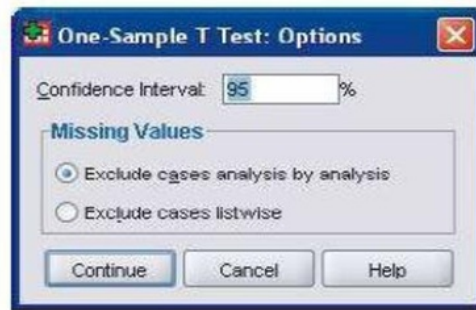 One-Sample T Test: Options
Confidence Interval: 95 %
Missing Values
Exclude cases analysis by analysis
Exclude cases listwise
Continue Cancel Help